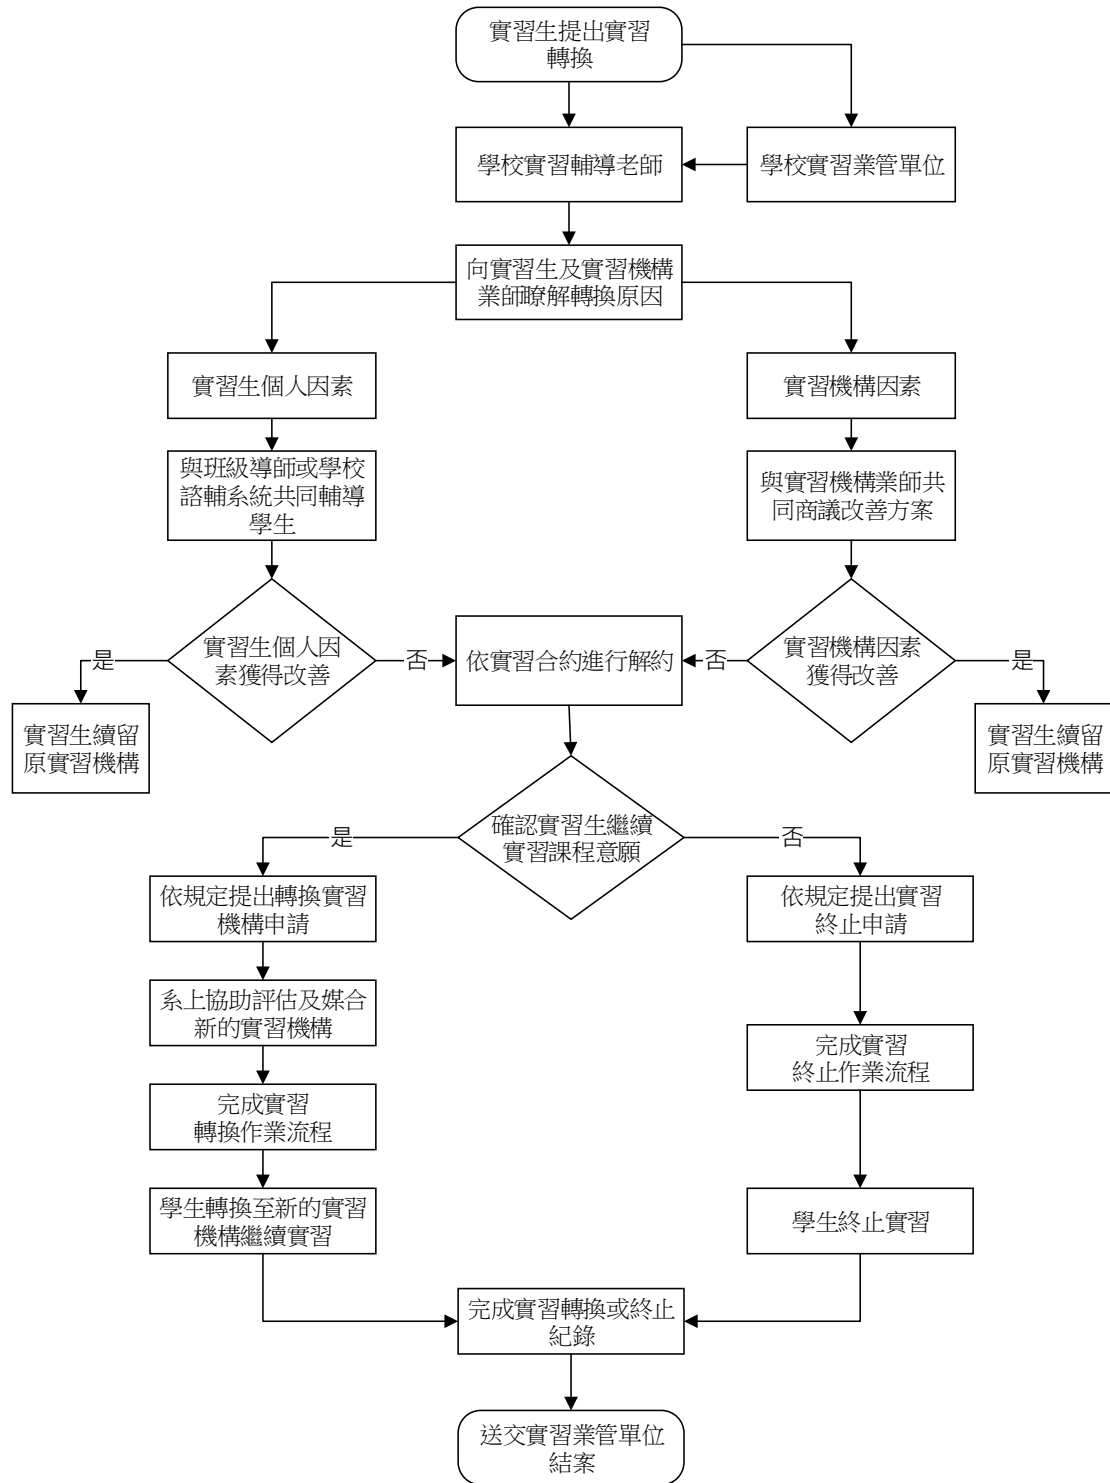 實習生提出實習
轉換
學校實習輔導老師
學校實習業管單位
向實習生及實習機構
業師瞭解轉換原因
實習生個人因素
實習機構因素
與班級導師或學校
諮輔系統共同輔導
學生
與實習機構業師共
同商議改善方案
實習生個人因
素獲得改善
實習機構因素
獲得改善
是
否
依實習合約進行解約
否
是
實習生續留
原實習機構
實習生續留
原實習機構
確認實習生繼續
實習課程意願
是
否
依規定提出轉換實習
機構申請
依規定提出實習
終止申請
系上協助評估及媒合
新的實習機構
完成實習
終止作業流程
完成實習
轉換作業流程
學生轉換至新的實習
機構繼續實習
學生終止實習
完成實習轉換或終止
紀錄
送交實習業管單位
結案